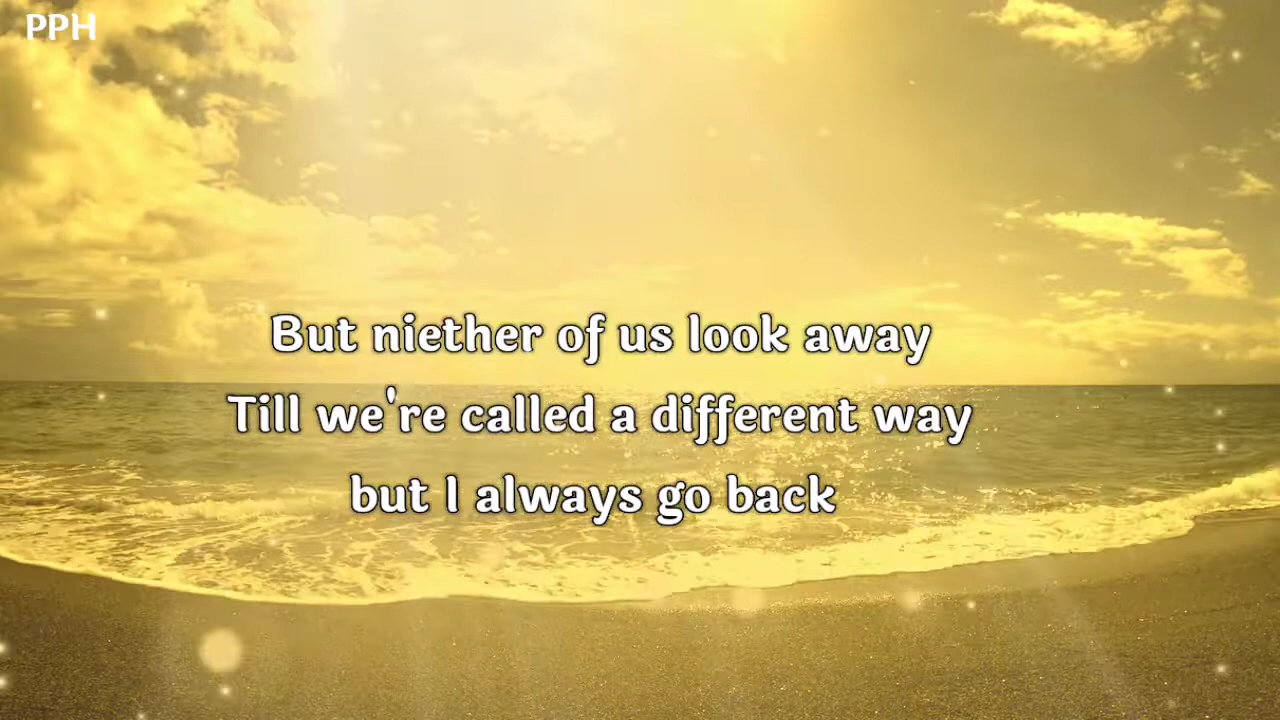 PPH
But niether of us look away
Till we're called a different way
but I always go back